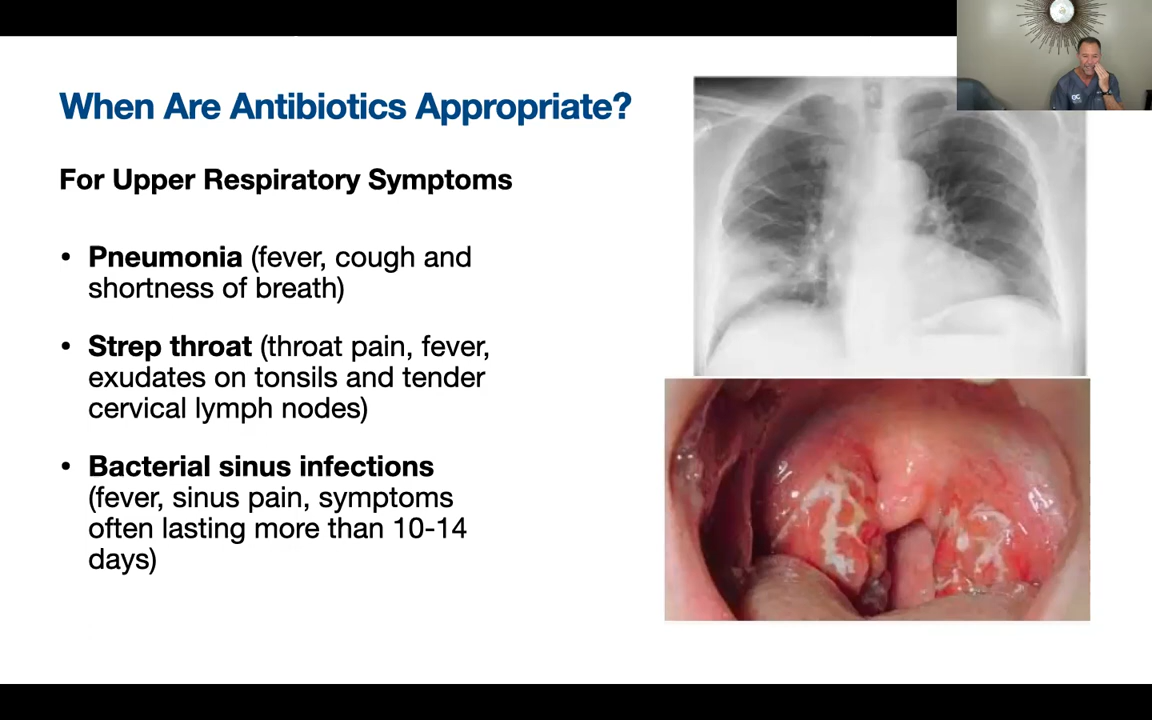 When Are Antibiotics Appropriate?
For Upper Respiratory Symptoms
• Pneumonia (fever, cough and
shortness of breath)
• Strep throat (throat pain, fever,
exudates on tonsils and tender
cervical lymph nodes)
• Bacterial sinus infections
(fever, sinus pain, symptoms
often lasting more than 10-14
days)